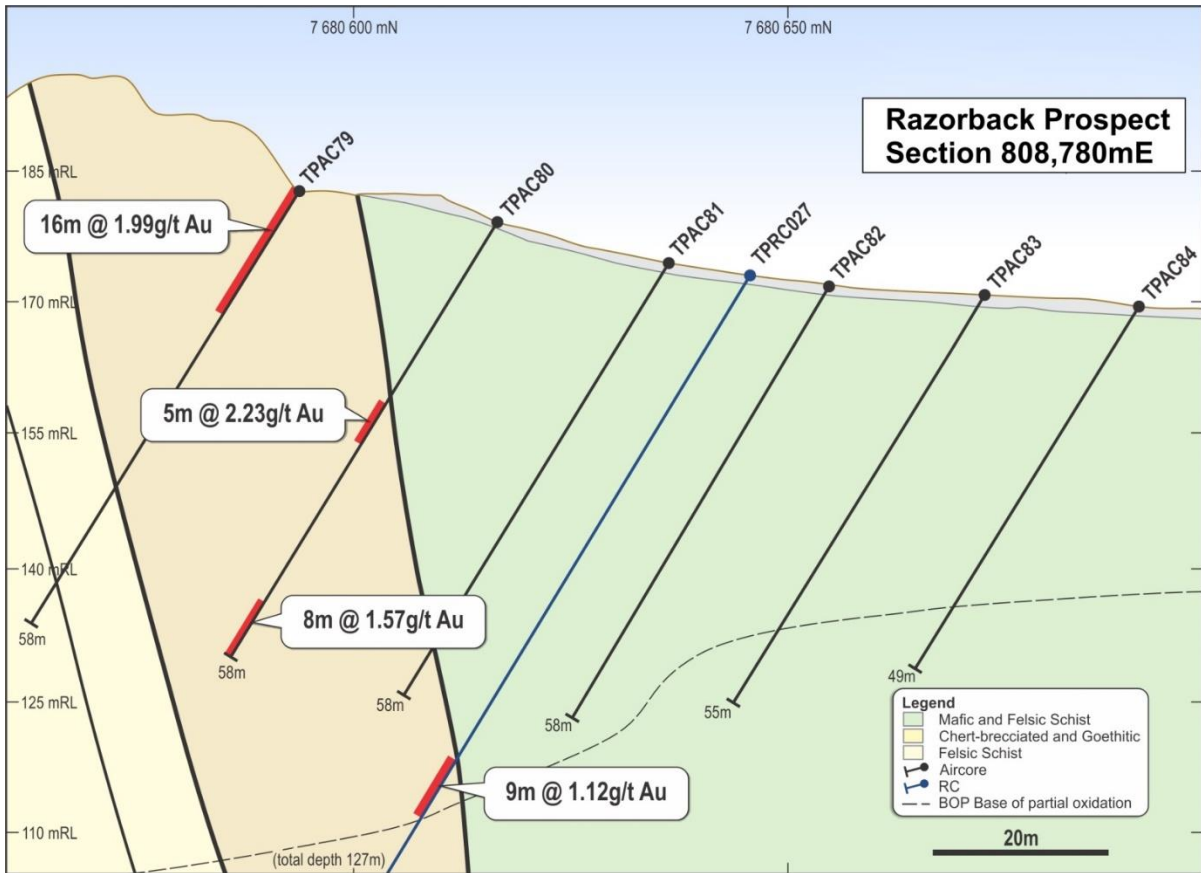 7 680 600 mN
7 680 650 mN
Razorback Prospect
Section 808,780mE
185 mRL
170 mRL
155 mRL
140 mRL
125 mRL
110 mRL
TPAC79
TPAC80
TPAC81
TPRC027
TPAC82
TPAC83
TPAC84
16m @ 1.99g/t Au
5m @ 2.23g/t Au
8m @ 1.57g/t Au
9m @ 1.12g/t Au
58m
58m
58m
58m
55m
49m
(total depth 127m)
Legend
Mafic and Felsic Schist
Chert-brecciated and Goethitic
Felsic Schist
Aircore
RC
BOP Base of partial oxidation
20m